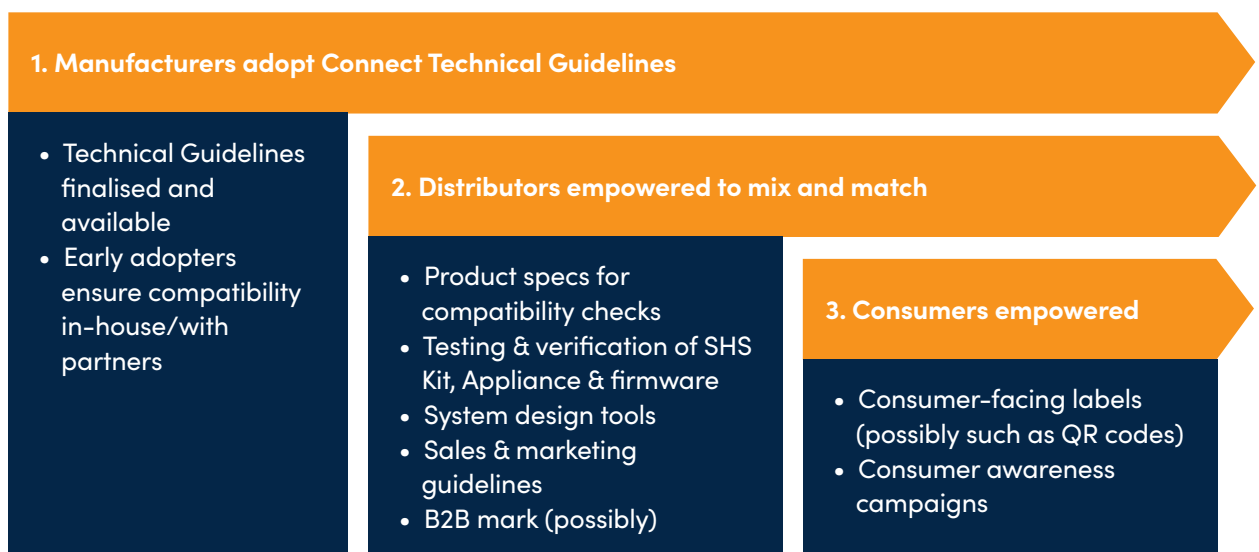 1. Manufacturers adopt Connect Technical Guidelines
• Technical Guidelines
finalised and
available
• Early adopters
ensure compatibility
in-house/with
partners
2. Distributors empowered to mix and match
• Product specs for
compatibility checks
• Testing & verification of SHS
Kit, Appliance & firmware
• System design tools
• Sales & marketing
guidelines
• B2B mark (possibly)
3. Consumers empowered
• Consumer-facing labels
(possibly such as QR codes)
• Consumer awareness
campaigns